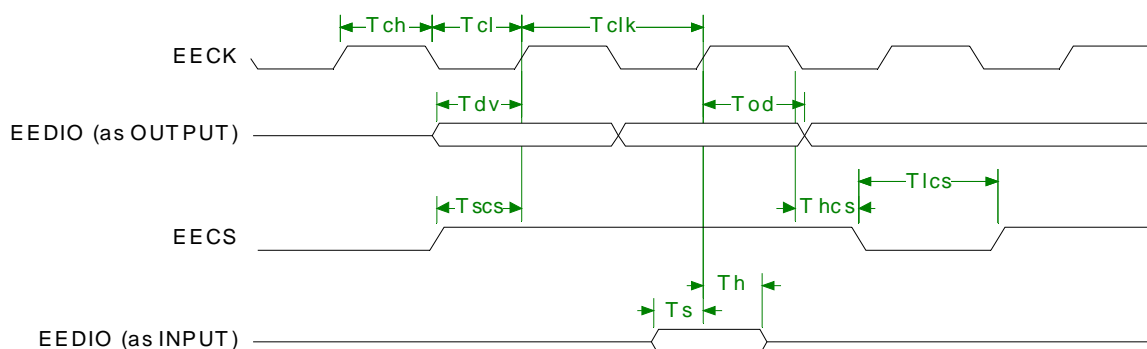 Tch Tcl Tclk
EECK
Tdv Tod
EEDIO (as OUTPUT)
Tlcs
Tscs Thcs
EECS
Th
Ts
EEDIO (as INPUT)